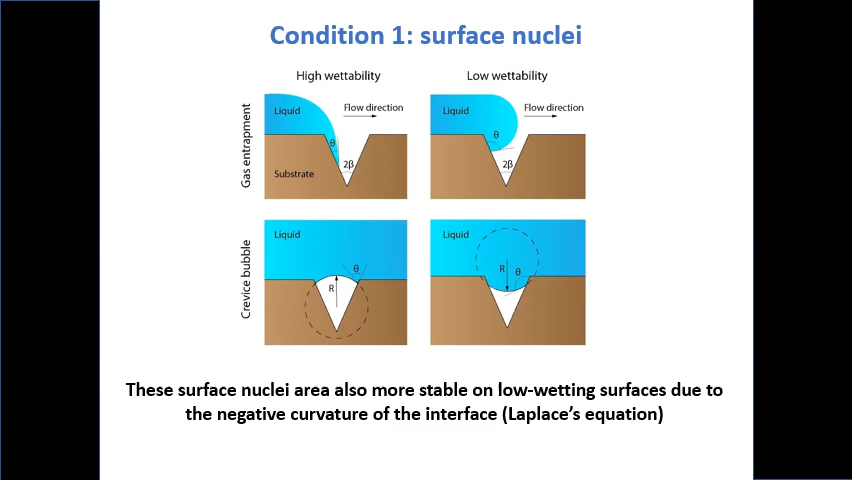 Condition 1: surface nuclei
High wettability
Low wettability
Gas entrapment
Liquid
Flow direction
θ
2β
Substrate
Liquid
Flow direction
θ
2β
Crevice bubble
Liquid
θ
R
Liquid
R
θ
These surface nuclei area also more stable on low-wetting surfaces due to
the negative curvature of the interface (Laplace’s equation)